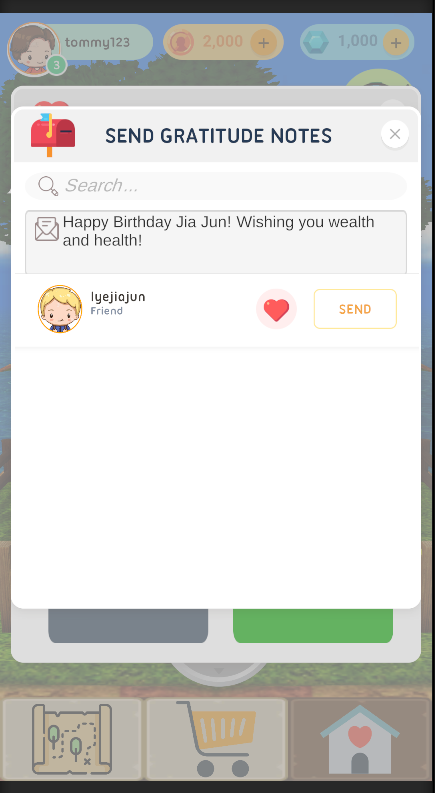 tommy123
2,000
1,000
3
SEND GRATITUDE NOTES
Search...
Happy Birthday Jia Jun! Wishing you wealth
and health!
lyejiajun
Friend
SEND